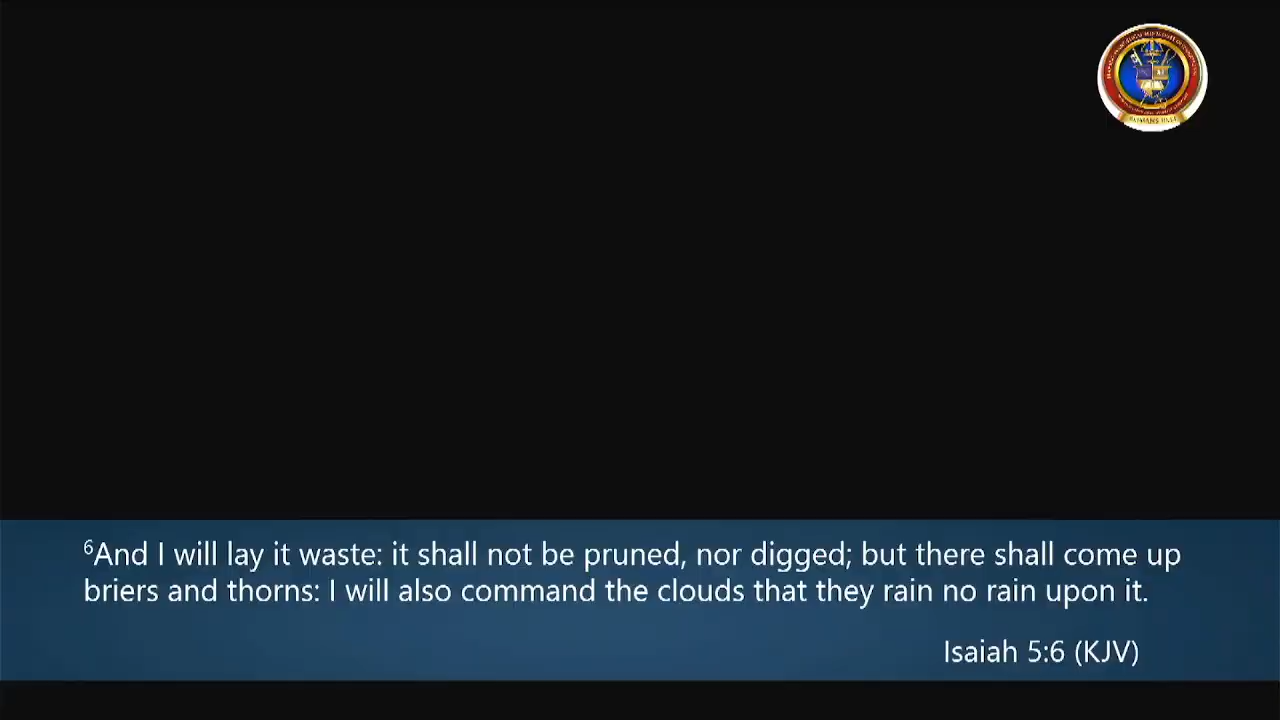 ⁶And I will lay it waste: it shall not be pruned, nor digged; but there shall come up
briers and thorns: I will also command the clouds that they rain no rain upon it.
Isaiah 5:6 (KJV)